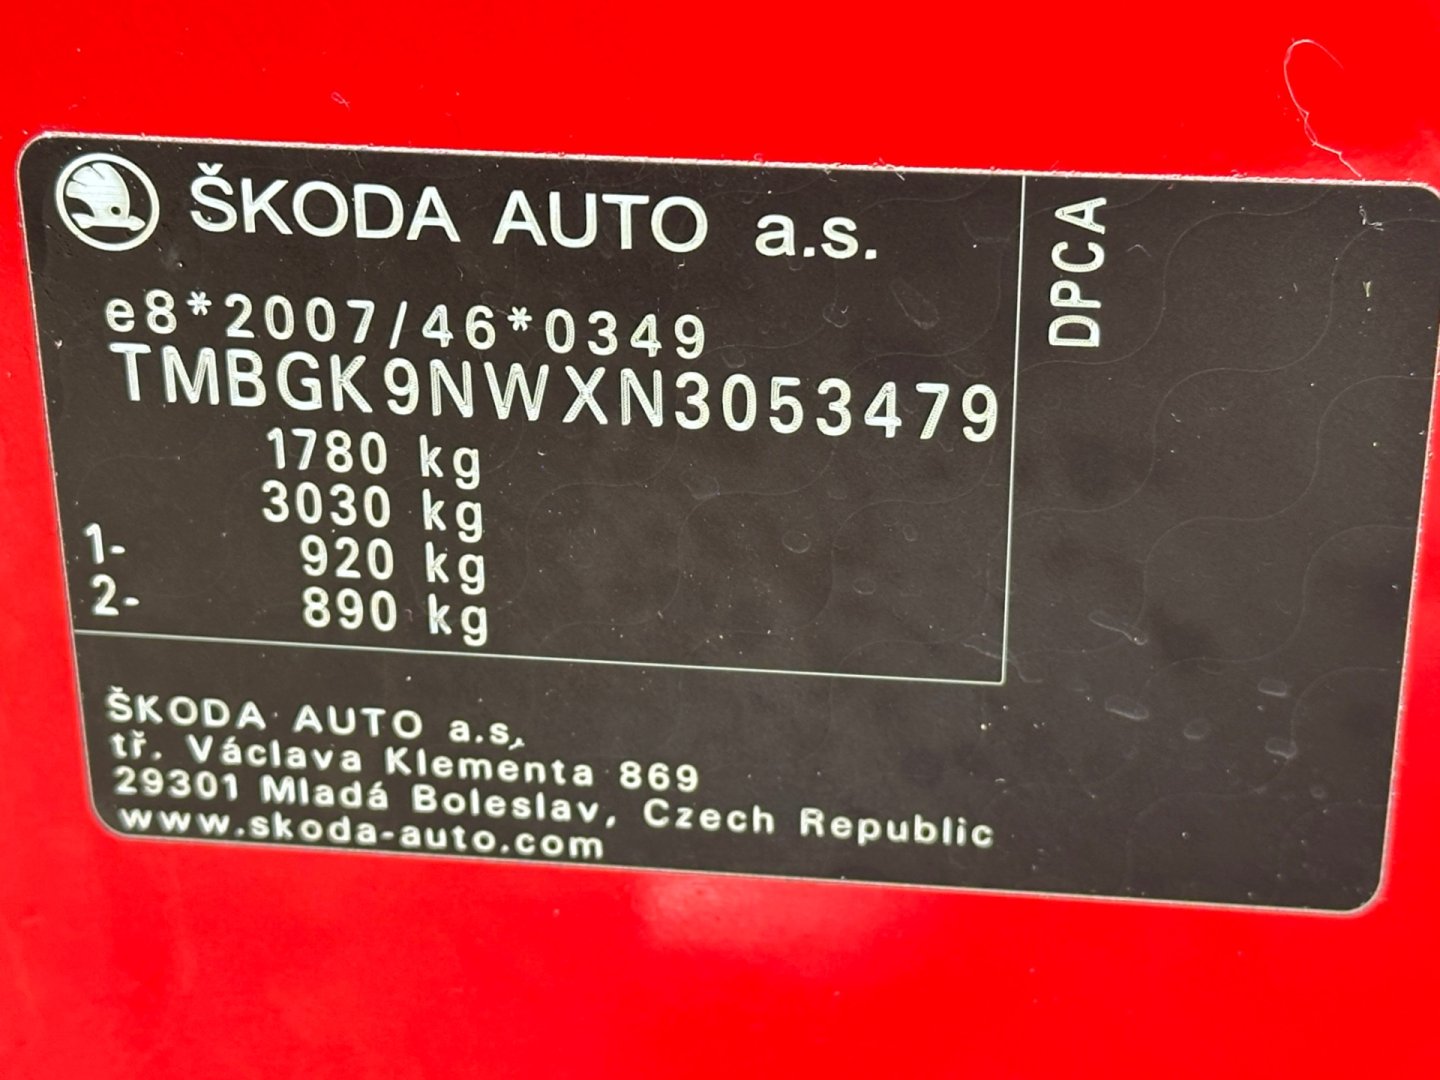 ŠKODA AUTO a.s.
DPCA
e8*2007/46*0349
TMBGK9NWXN3053479
1780 kg
3030 kg
1- 920 kg
2- 890 kg
ŠKODA AUTO a.s.,
tř. Václava Klementa 869
29301 Mladá Boleslav, Czech Republic
www.skoda-auto.com